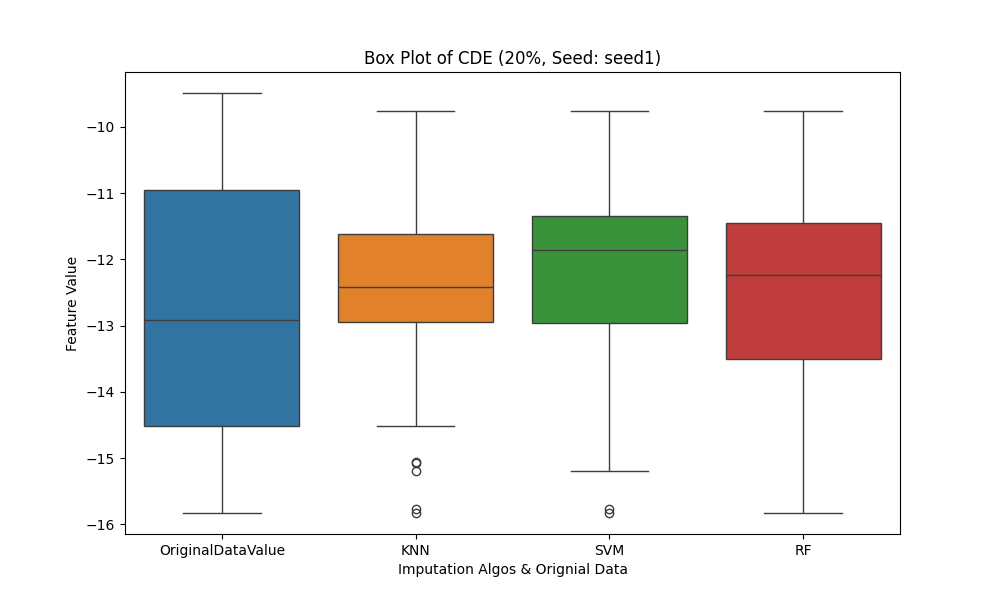 Box Plot of CDE (20%, Seed: seed1)
Feature Value
−10
−11
−12
−13
−14
−15
−16
OriginalDataValue KNN SVM RF
Imputation Algos & Orignial Data